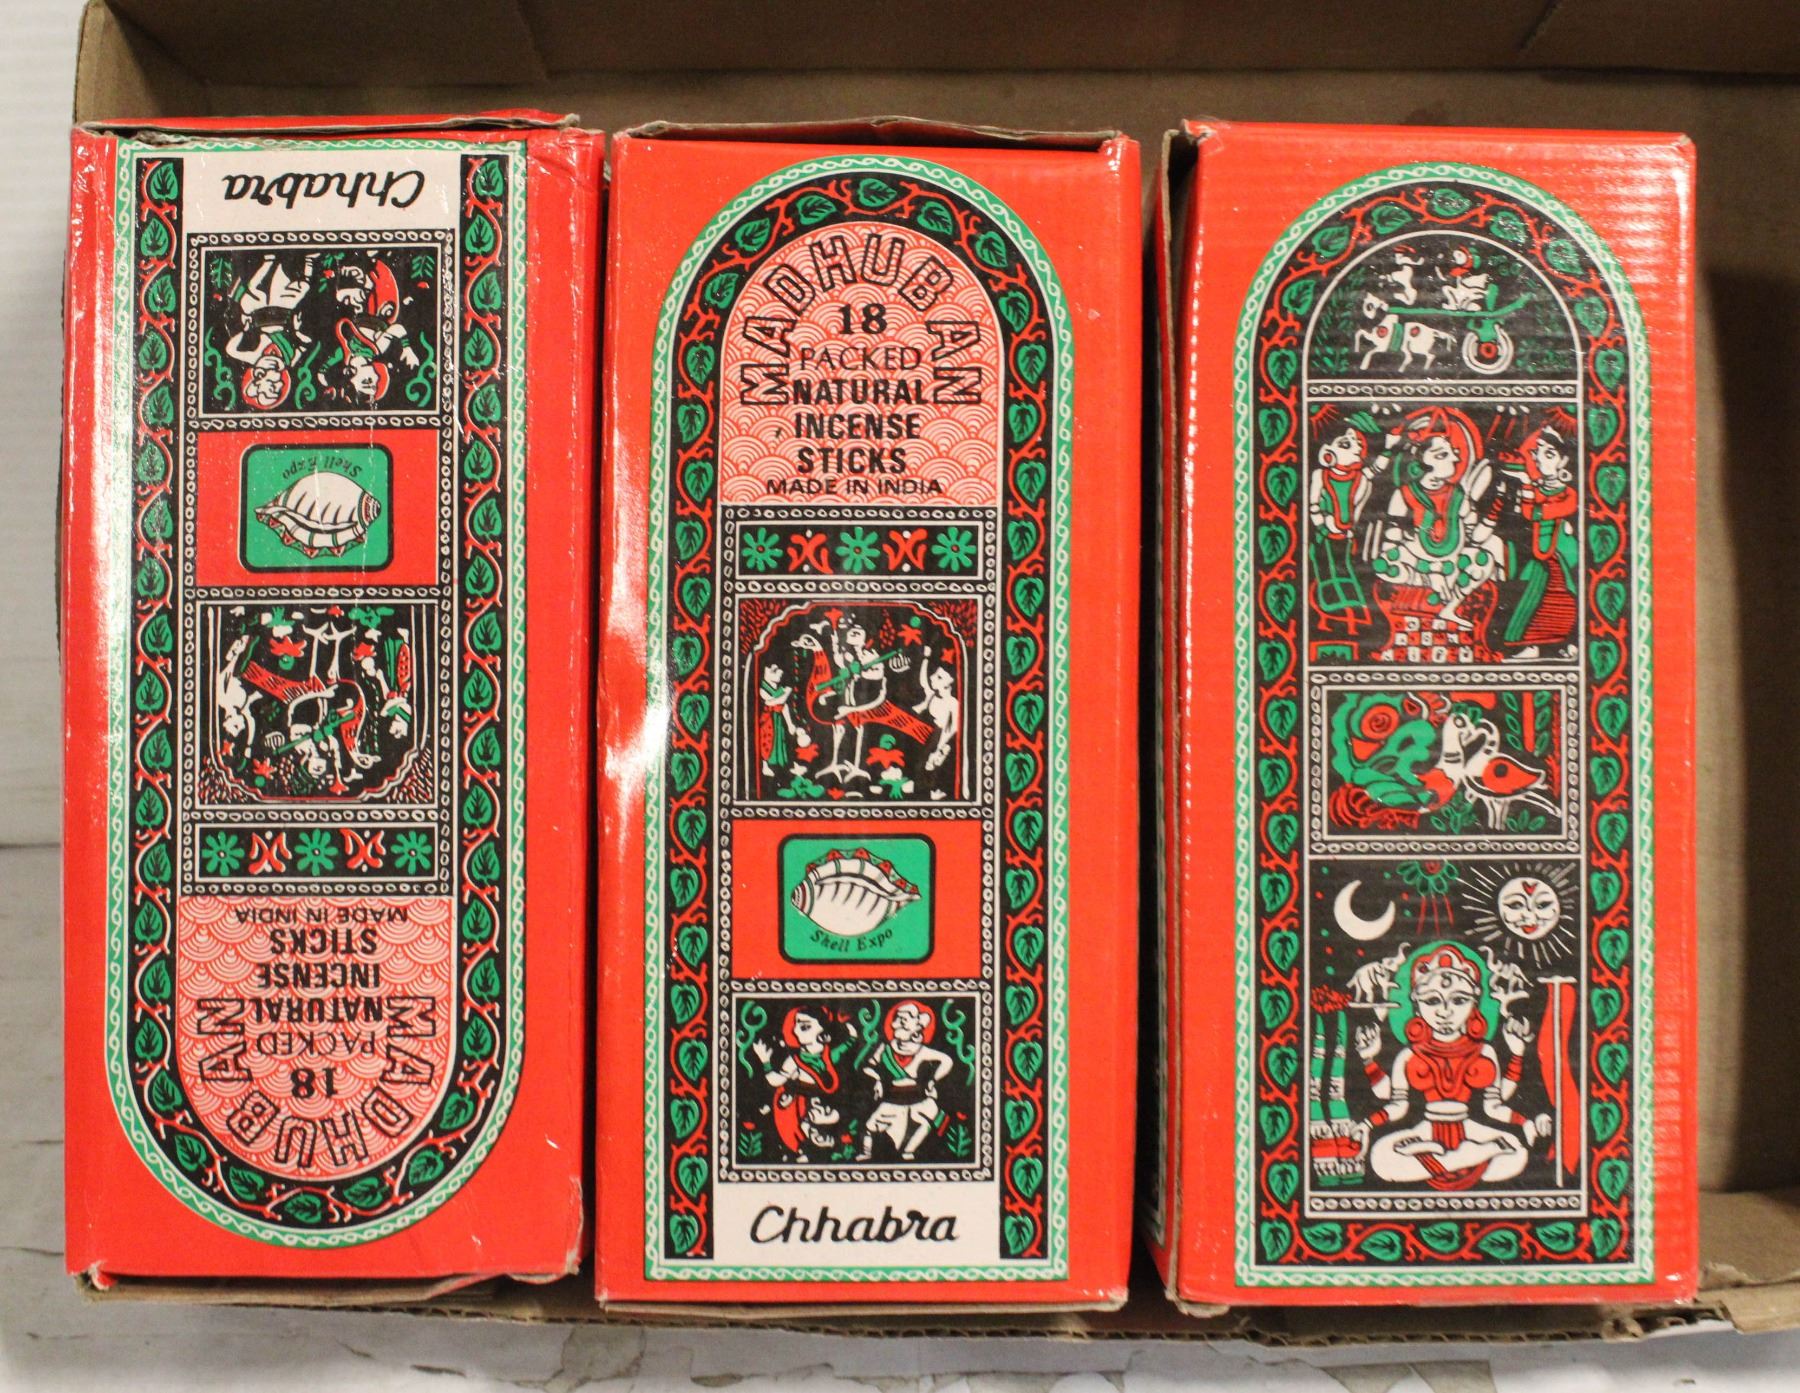 Chhabra
Shell Expo
MADE IN INDIA
STICKS
INCENSE
NATURAL
PACKED
18
MADHUBAN
MADHUBAN
18
PACKED
NATURAL
INCENSE
STICKS
MADE IN INDIA
Shell Expo
Chhabra